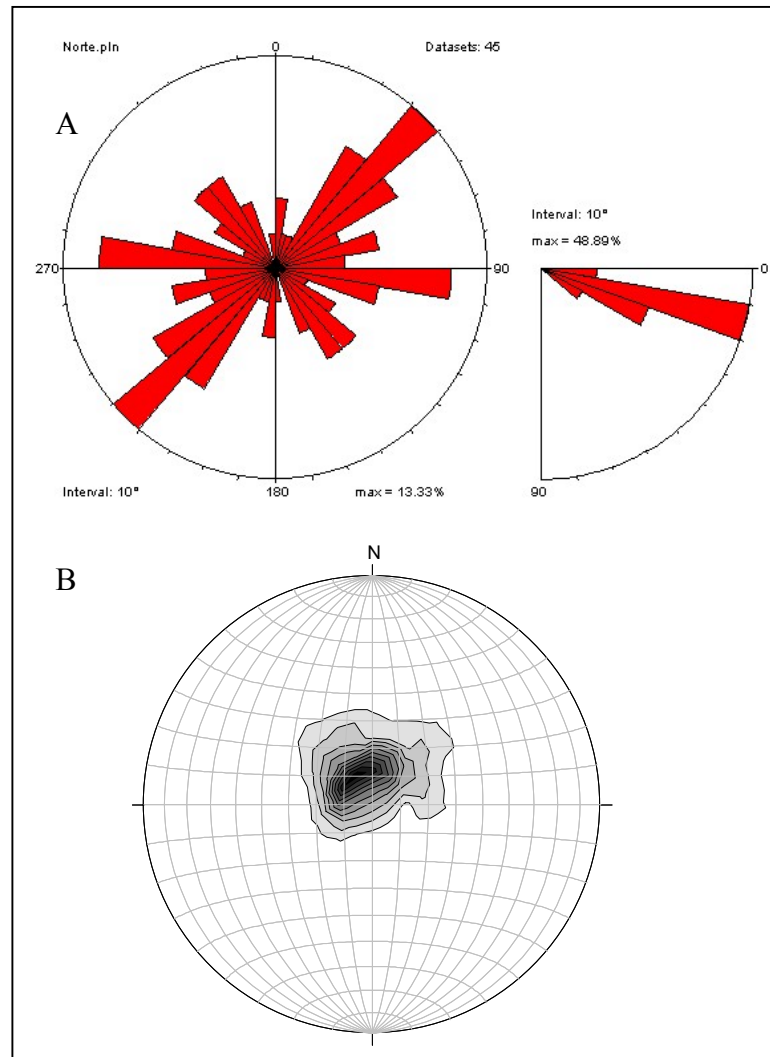 Norte.pln
0
Datasets: 45
A
270
90
Interval: 10°
180
max = 13.33%
Interval: 10°
max = 48.89%
0
90
B
N